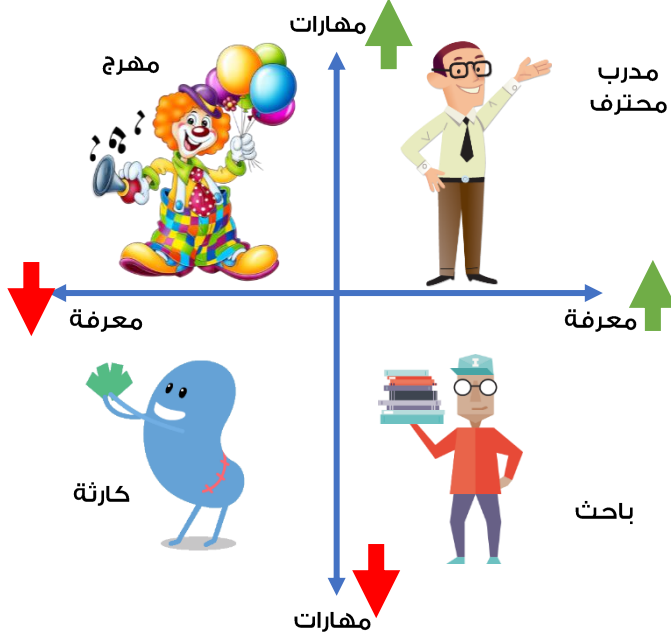 مهارات
مدرب
محترف
مهرج
معرفة
معرفة
كارثة
باحث
مهارات